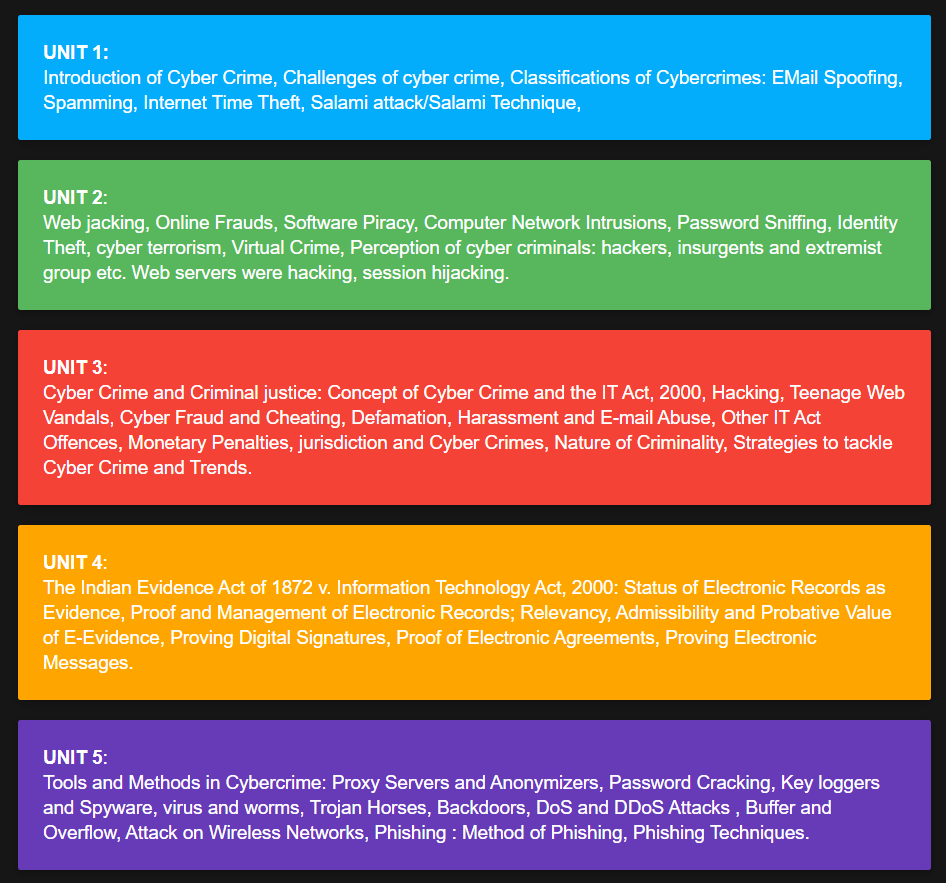 UNIT 1:
Introduction of Cyber Crime, Challenges of cyber crime, Classifications of Cybercrimes: EMail Spoofing,
Spamming, Internet Time Theft, Salami attack/Salami Technique,
UNIT 2:
Web jacking, Online Frauds, Software Piracy, Computer Network Intrusions, Password Sniffing, Identity
Theft, cyber terrorism, Virtual Crime, Perception of cyber criminals: hackers, insurgents and extremist
group etc. Web servers were hacking, session hijacking.
UNIT 3:
Cyber Crime and Criminal justice: Concept of Cyber Crime and the IT Act, 2000, Hacking, Teenage Web
Vandals, Cyber Fraud and Cheating, Defamation, Harassment and E-mail Abuse, Other IT Act
Offences, Monetary Penalties, jurisdiction and Cyber Crimes, Nature of Criminality, Strategies to tackle
Cyber Crime and Trends.
UNIT 4:
The Indian Evidence Act of 1872 v. Information Technology Act, 2000: Status of Electronic Records as
Evidence, Proof and Management of Electronic Records; Relevancy, Admissibility and Probative Value
of E-Evidence, Proving Digital Signatures, Proof of Electronic Agreements, Proving Electronic
Messages.
UNIT 5:
Tools and Methods in Cybercrime: Proxy Servers and Anonymizers, Password Cracking, Key loggers
and Spyware, virus and worms, Trojan Horses, Backdoors, DoS and DDoS Attacks , Buffer and
Overflow, Attack on Wireless Networks, Phishing : Method of Phishing, Phishing Techniques.